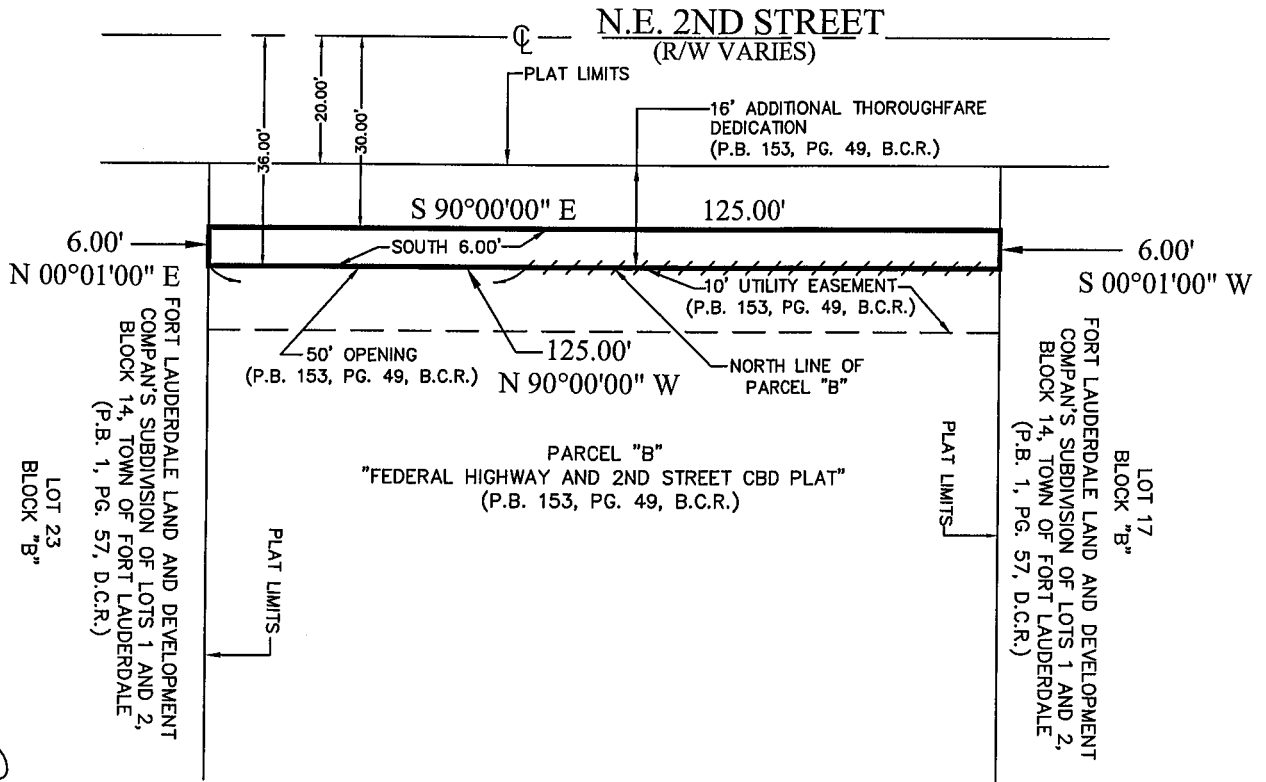 N.E. 2ND STREET
(R/W VARIES)
℄
PLAT LIMITS
36.00'
20.00'
30.00'
16' ADDITIONAL THOROUGHFARE
DEDICATION
(P.B. 153, PG. 49, B.C.R.)
S 90°00'00" E
125.00'
6.00'
N 00°01'00" E
SOUTH 6.00'
6.00'
S 00°01'00" W
10' UTILITY EASEMENT
(P.B. 153, PG. 49, B.C.R.)
50' OPENING
(P.B. 153, PG. 49, B.C.R.)
125.00'
N 90°00'00" W
NORTH LINE OF
PARCEL "B"
PARCEL "B"
"FEDERAL HIGHWAY AND 2ND STREET CBD PLAT"
(P.B. 153, PG. 49, B.C.R.)
FORT LAUDERDALE LAND AND DEVELOPMENT
COMPAN'S SUBDIVISION OF LOTS 1 AND 2,
BLOCK 14, TOWN OF FORT LAUDERDALE
(P.B. 1, PG. 57, D.C.R.)
LOT 23
BLOCK "B"
PLAT LIMITS
PLAT LIMITS
LOT 17
BLOCK "B"
FORT LAUDERDALE LAND AND DEVELOPMENT
COMPAN'S SUBDIVISION OF LOTS 1 AND 2,
BLOCK 14, TOWN OF FORT LAUDERDALE
(P.B. 1, PG. 57, D.C.R.)